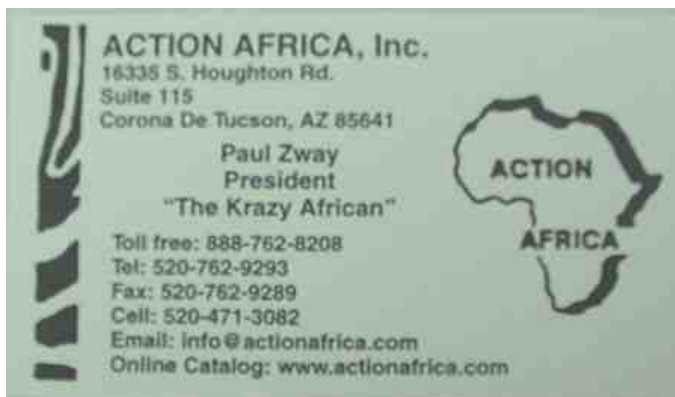 ACTION AFRICA, Inc.
16335 S. Houghton Rd.
Suite 115
Corona De Tucson, AZ 85641
Paul Zway
President
"The Krazy African"
Toll free: 888-762-8208
Tel: 520-762-9293
Fax: 520-762-9289
Cell: 520-471-3082
Email: info@actionafrica.com
Online Catalog: www.actionafrica.com
ACTION
AFRICA